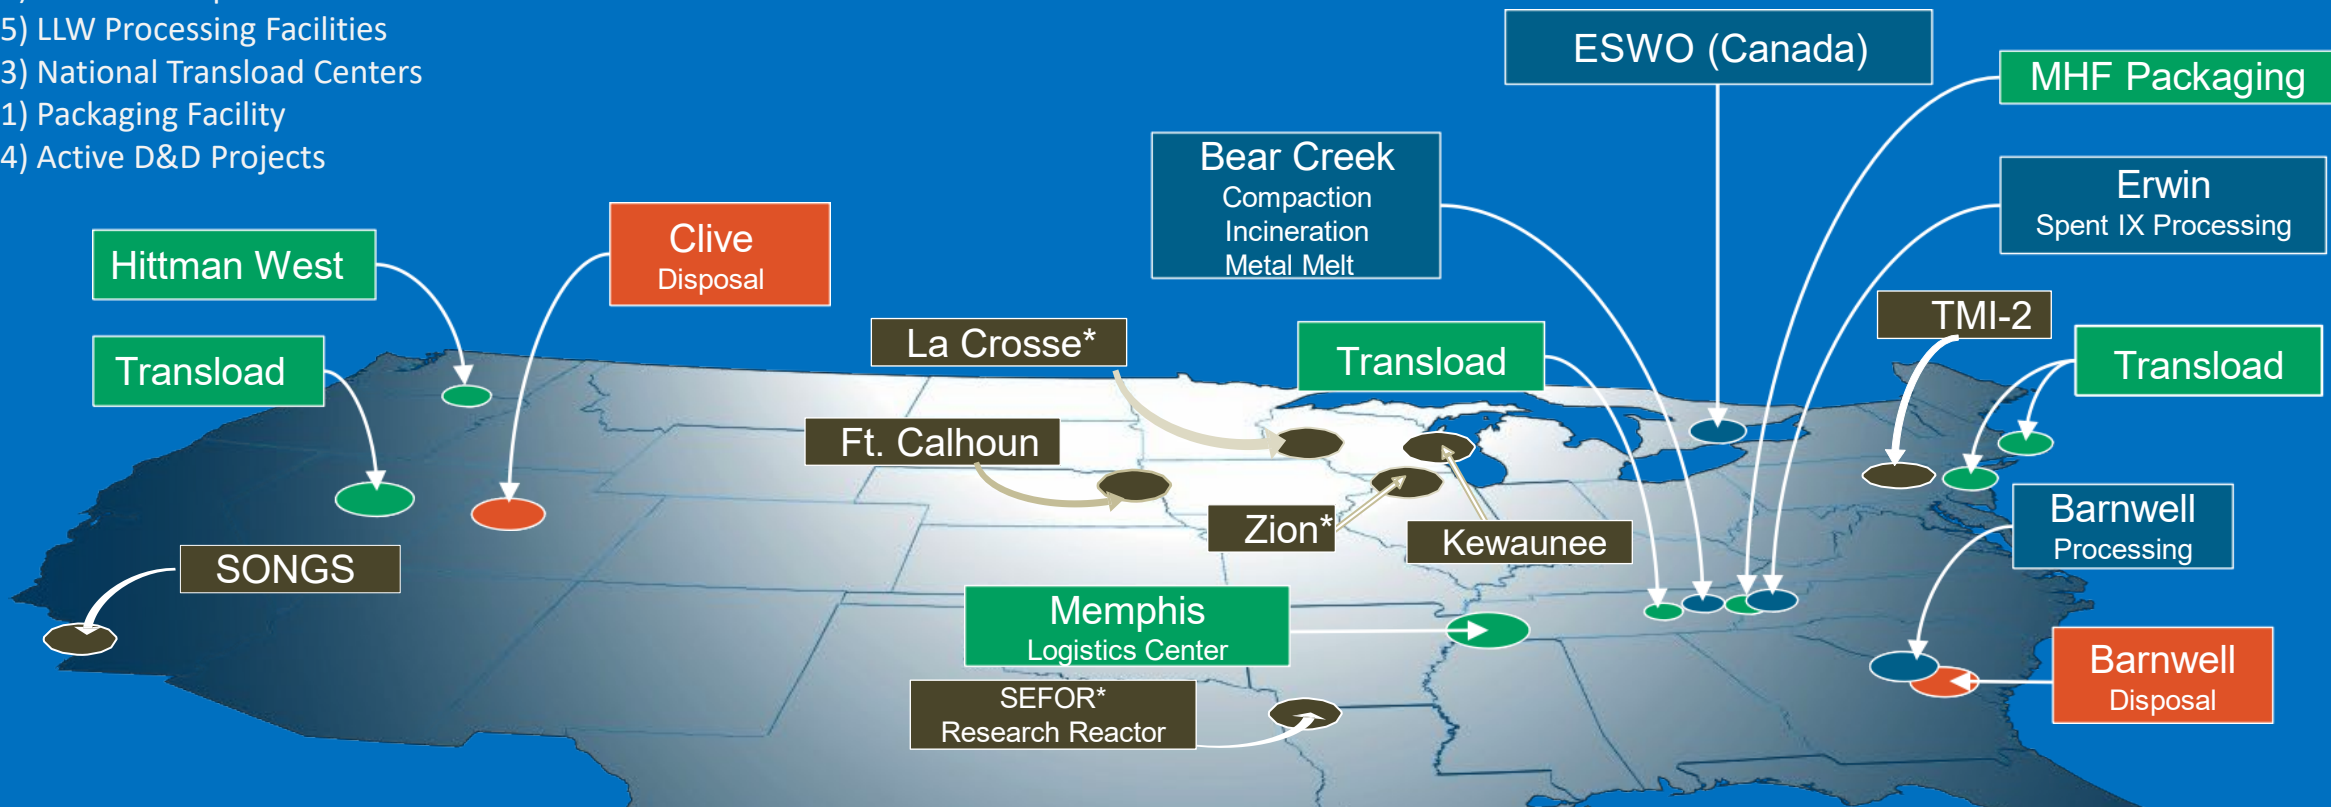 5) LLW Processing Facilities
3) National Transload Centers
1) Packaging Facility
4) Active D&D Projects
ESWO (Canada)
MHF Packaging
Bear Creek
Compaction
Incineration
Metal Melt
Erwin
Spent IX Processing
Hittman West
Clive
Disposal
TMI-2
La Crosse*
Transload
Transload
Transload
Ft. Calhoun
Barnwell
Processing
Zion*
Kewaunee
SONGS
Memphis
Logistics Center
Barnwell
Disposal
SEFOR*
Research Reactor